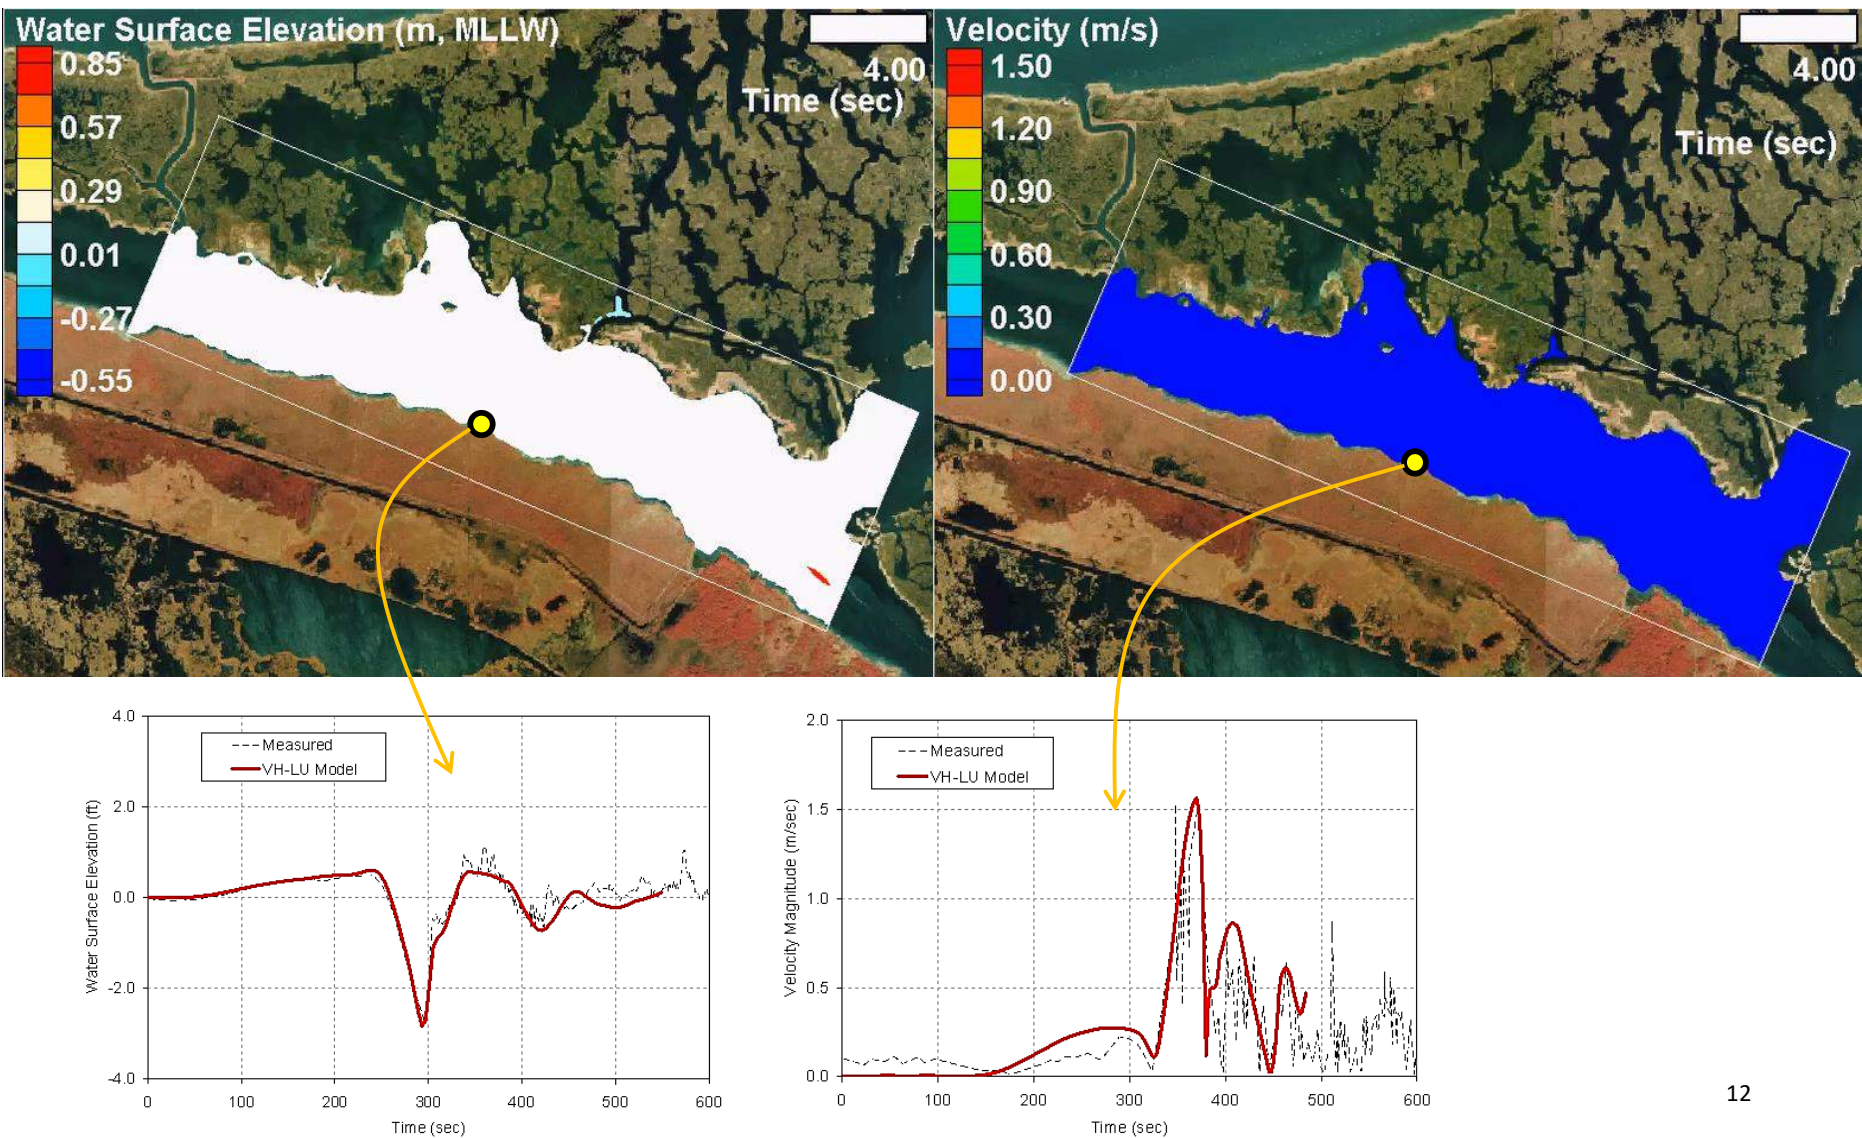 Water Surface Elevation (m, MLLW)
0.85
0.57
0.29
0.01
-0.27
-0.55
4.00
Time (sec)
Velocity (m/s)
1.50
1.20
0.90
0.60
0.30
0.00
4.00
Time (sec)
Water Surface Elevation (ft)
4.0
2.0
0.0
-2.0
-4.0
Measured
VH-LU Model
0 100 200 300 400 500 600
Time (sec)
Velocity Magnitude (m/sec)
2.0
1.5
1.0
0.5
0.0
Measured
VH-LU Model
0 100 200 300 400 500 600
Time (sec)
12